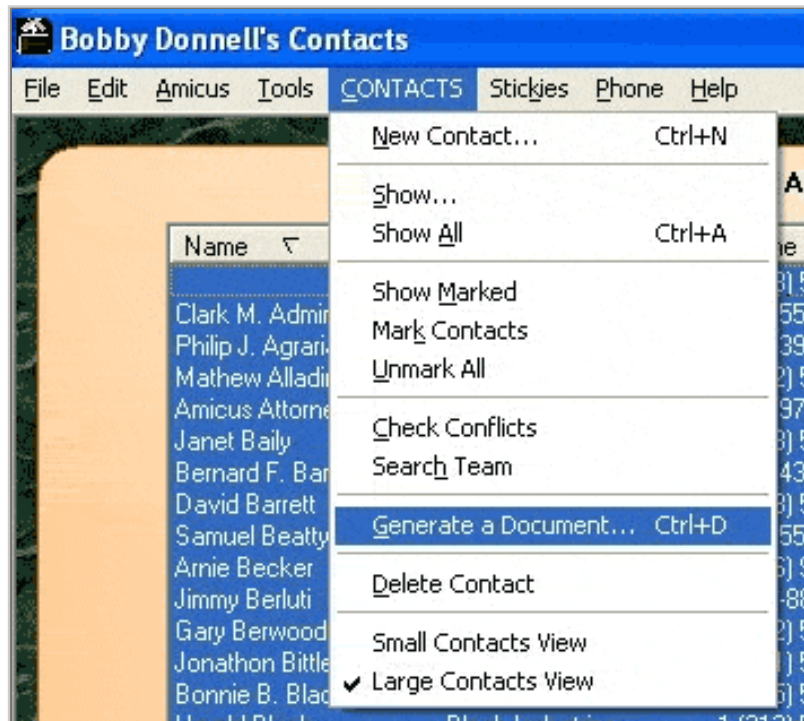 Bobby Donnell's Contacts
File Edit Amicus Tools CONTACTS Stickies Phone Help
New Contact... Ctrl+N
Show...
Show All Ctrl+A
Show Marked
Mark Contacts
Unmark All
Check Conflicts
Search Team
Generate a Document... Ctrl+D
Delete Contact
Small Contacts View
Large Contacts View
A
Name
Clark M. Admin
Philip J. Agrari
Mathew Alladi
Amicus Attorne
Janet Baily
Bernard F. Bar
David Barrett
Samuel Beatty
Arnie Becker
Jimmy Berluti
Gary Berwood
Jonathon Bittle
Bonnie B. Blac